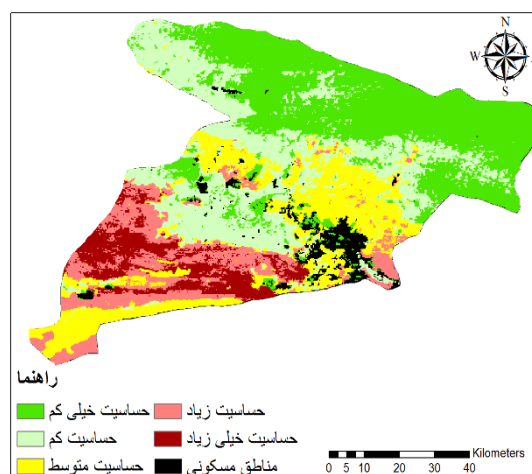 N
W
E
S
راهنما
حساسیت خیلی کم
حساسیت زیاد
حساسیت کم
حساسیت خیلی زیاد
حساسیت متوسط
مناطق مسکونی
Kilometers
0 5 10 20 30 40